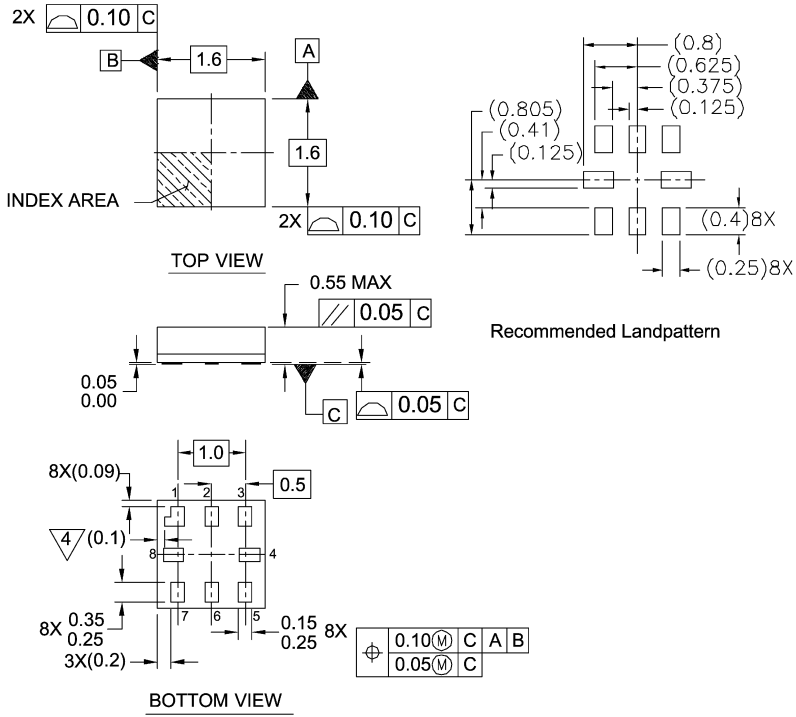 2X 0.10 C
B
1.6
A
1.6
INDEX AREA
2X 0.10 C
TOP VIEW
(0.8)
(0.625)
(0.375)
(0.125)
(0.805)
(0.41)
(0.125)
(0.4)8X
(0.25)8X
Recommended Landpattern
0.55 MAX
// 0.05 C
0.05
0.00
C
0.05 C
1.0
8X(0.09)
0.5
1 2 3
4 (0.1)
8 4
7 6 5
8X 0.35
0.25
3X(0.2)
0.15
0.25 8X
0.10 Ⓜ C A B
0.05 Ⓜ C
BOTTOM VIEW